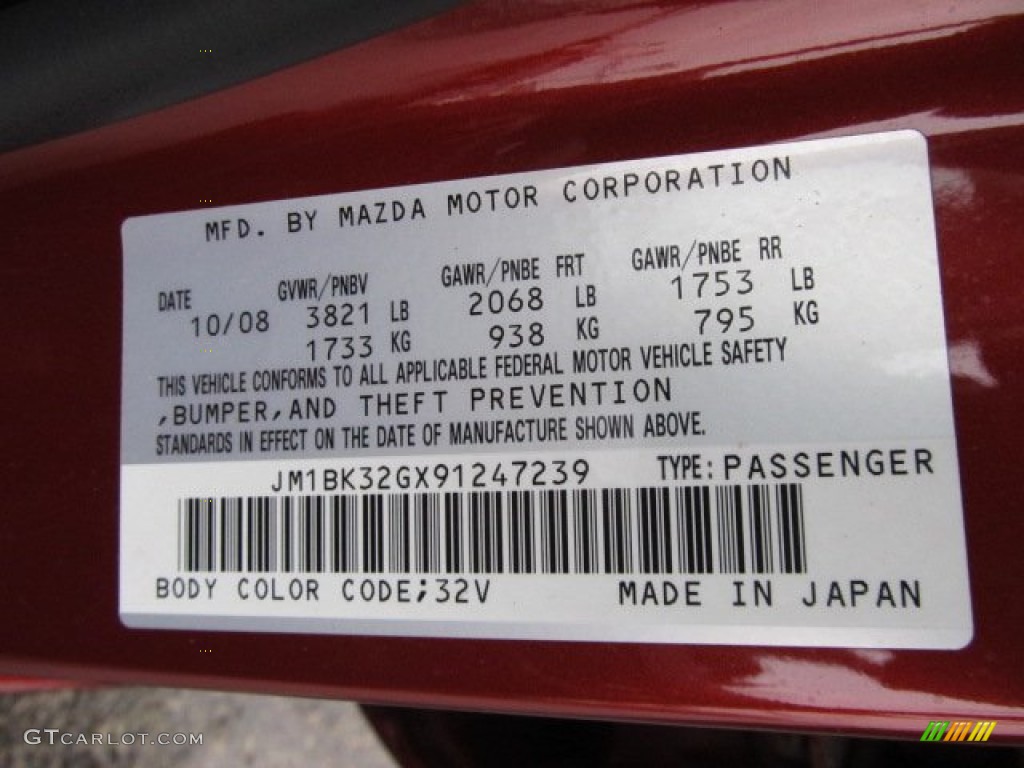 MFD. BY MAZDA MOTOR CORPORATION
DATE GVWR/PNBV GAWR/PNBE FRT GAWR/PNBE RR
10/08 3821 LB 2068 LB 1753 LB
1733 KG 938 KG 795 KG
THIS VEHICLE CONFORMS TO ALL APPLICABLE FEDERAL MOTOR VEHICLE SAFETY
,BUMPER,AND THEFT PREVENTION
STANDARDS IN EFFECT ON THE DATE OF MANUFACTURE SHOWN ABOVE.
JM1BK32GX91247239 TYPE: PASSENGER
BODY COLOR CODE;32V MADE IN JAPAN
GTCARLOT.COM